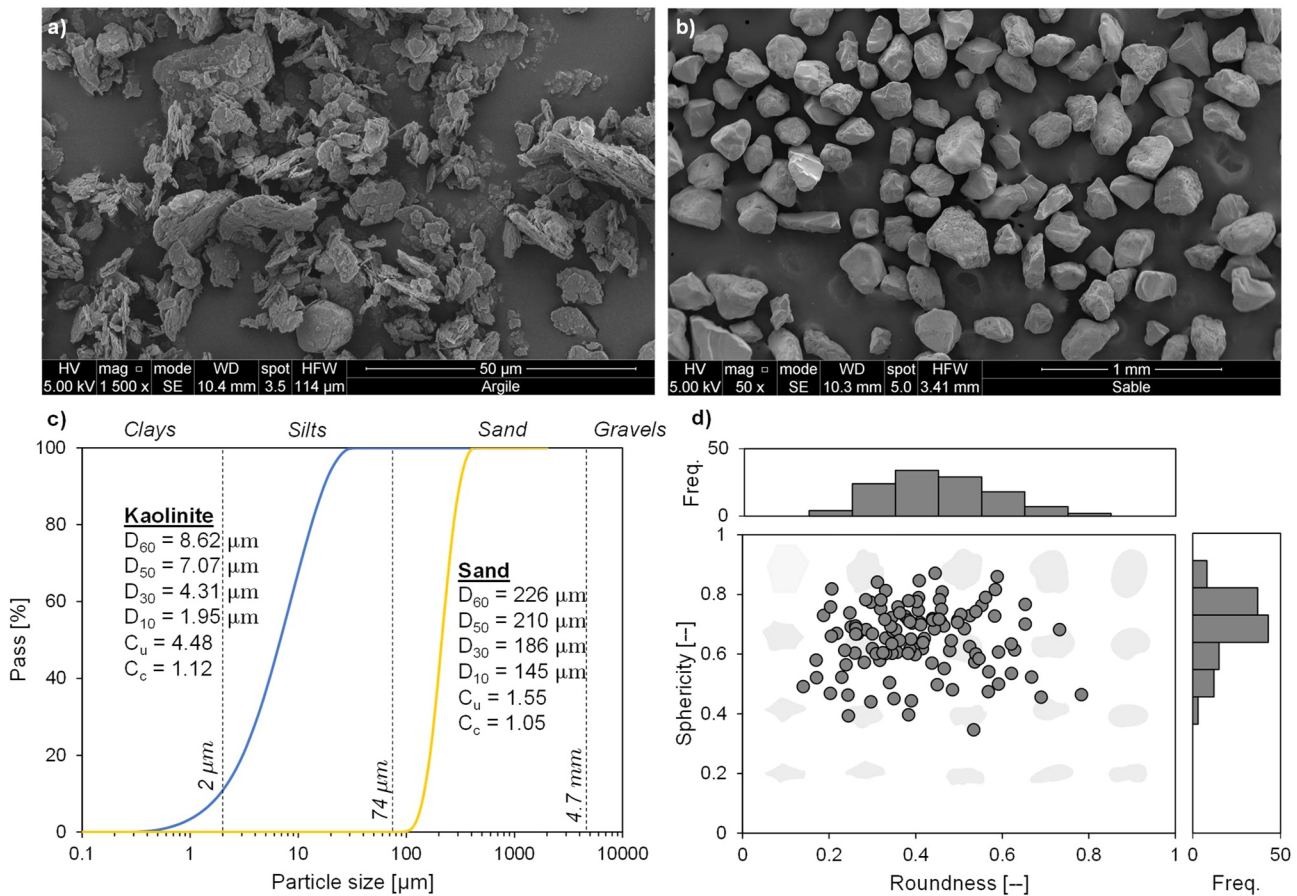 a)
HV mag □ mode WD spot HFW 50 µm
5.00 kV 1 500 x SE 10.4 mm 3.5 114 µm Argile
b)
HV mag □ mode WD spot HFW 1 mm
5.00 kV 50 x SE 10.3 mm 5.0 3.41 mm Sable
c)
Clays Silts Sand Gravels
Pass [%]
100
80
60
40
20
0
Kaolinite
D60 = 8.62 µm
D50 = 7.07 µm
D30 = 4.31 µm
D10 = 1.95 µm
Cu = 4.48
Cc = 1.12
Sand
D60 = 226 µm
D50 = 210 µm
D30 = 186 µm
D10 = 145 µm
Cu = 1.55
Cc = 1.05
2 µm
74 µm
4.7 mm
0.1 1 10 100 1000 10000
Particle size [µm]
d)
Freq.
50
0
Sphericity [--]
1
0.8
0.6
0.4
0.2
0
0 0.2 0.4 0.6 0.8 1
Roundness [--]
0 50
Freq.